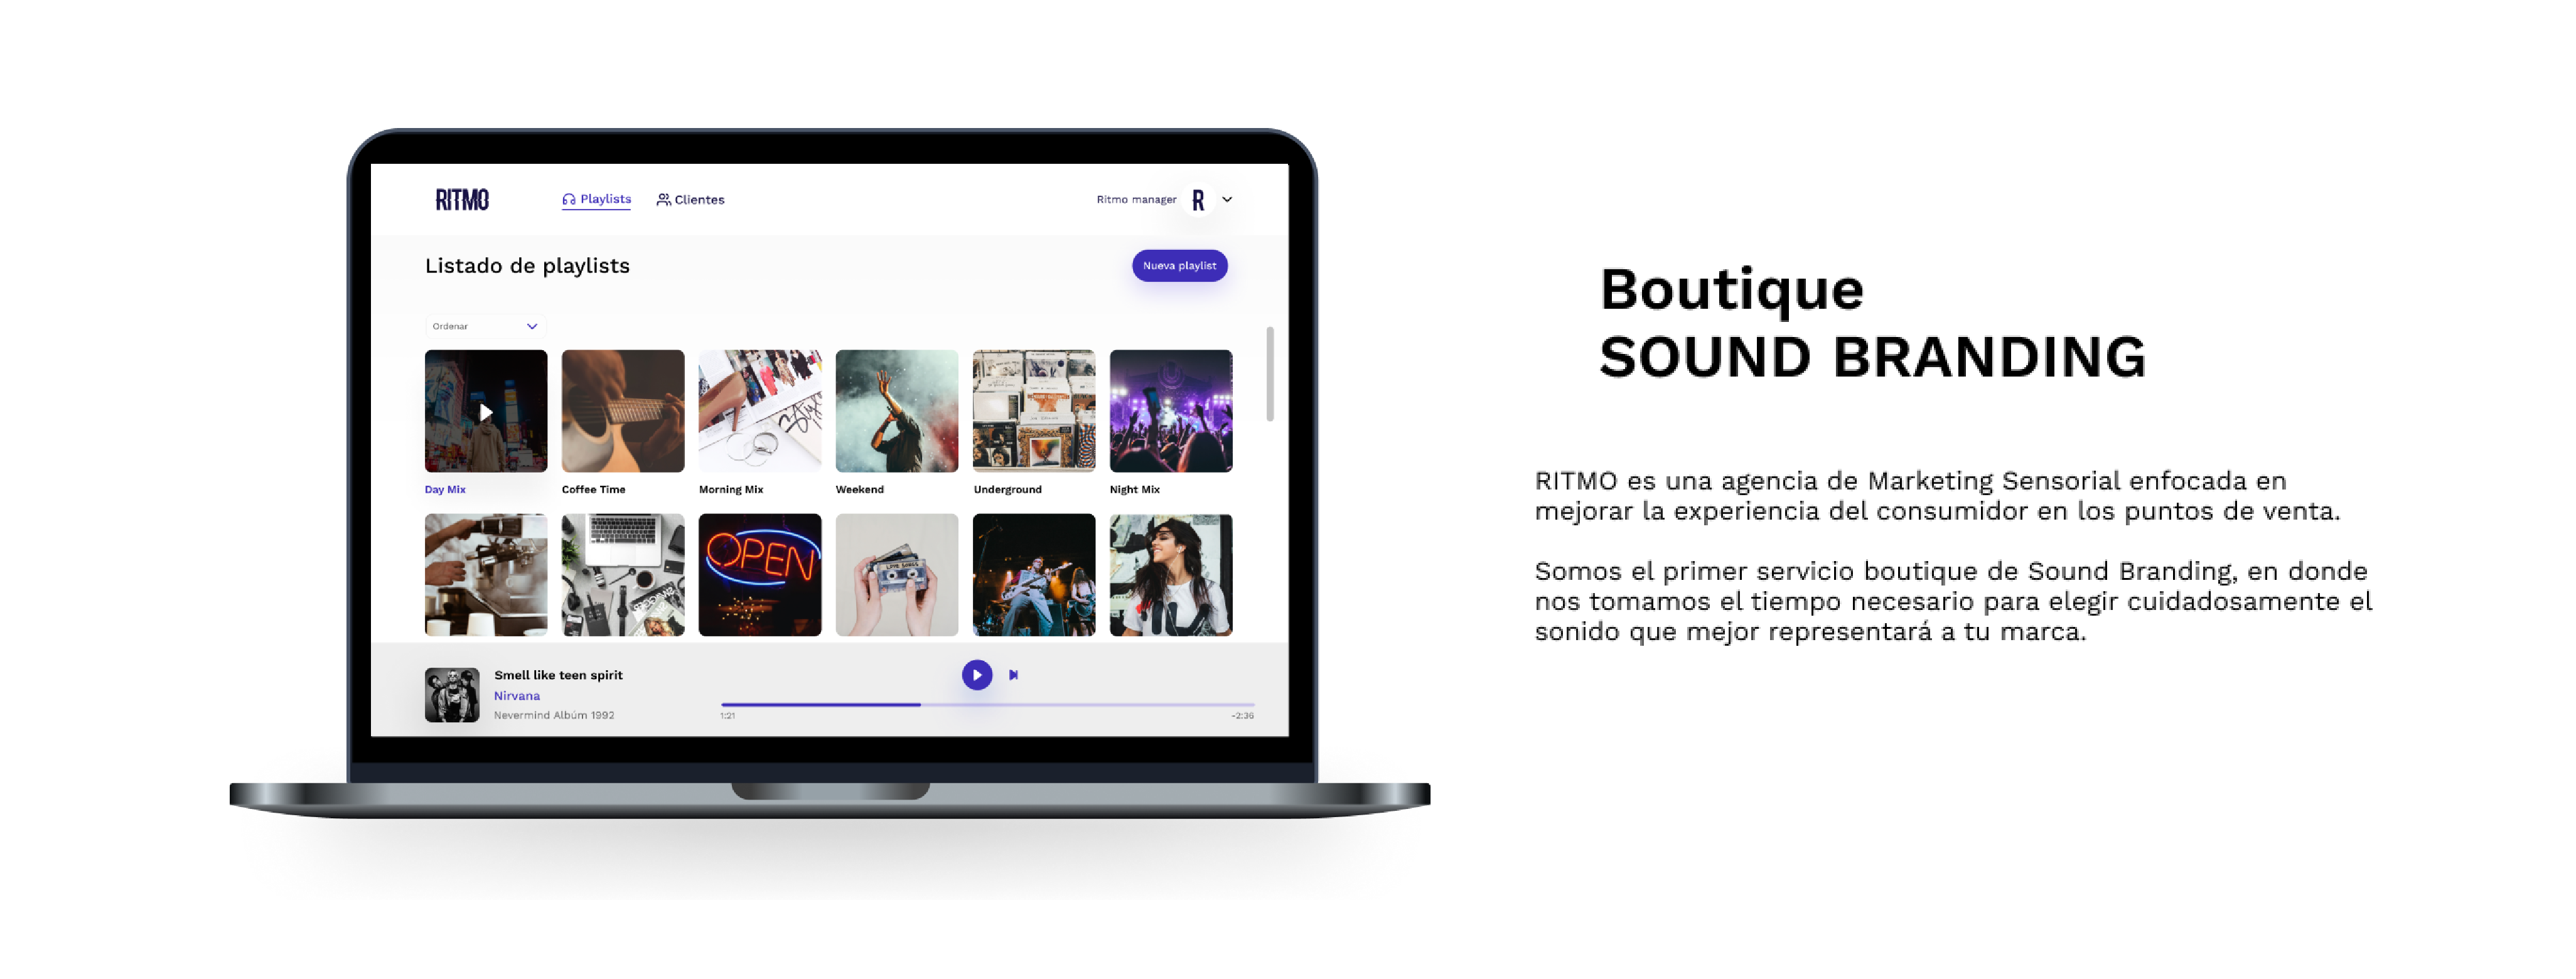 RITMO
Playlists
Clientes
Ritmo manager
R
Listado de playlists
Nueva playlist
Ordenar
Day Mix
Coffee Time
Morning Mix
Weekend
Underground
Night Mix
OPEN
Smell like teen spirit
Nirvana
Nevermind Albúm 1992
1:21
-2:36
Boutique
SOUND BRANDING
RITMO es una agencia de Marketing Sensorial enfocada en
mejorar la experiencia del consumidor en los puntos de venta.
Somos el primer servicio boutique de Sound Branding, en donde
nos tomamos el tiempo necesario para elegir cuidadosamente el
sonido que mejor representará a tu marca.